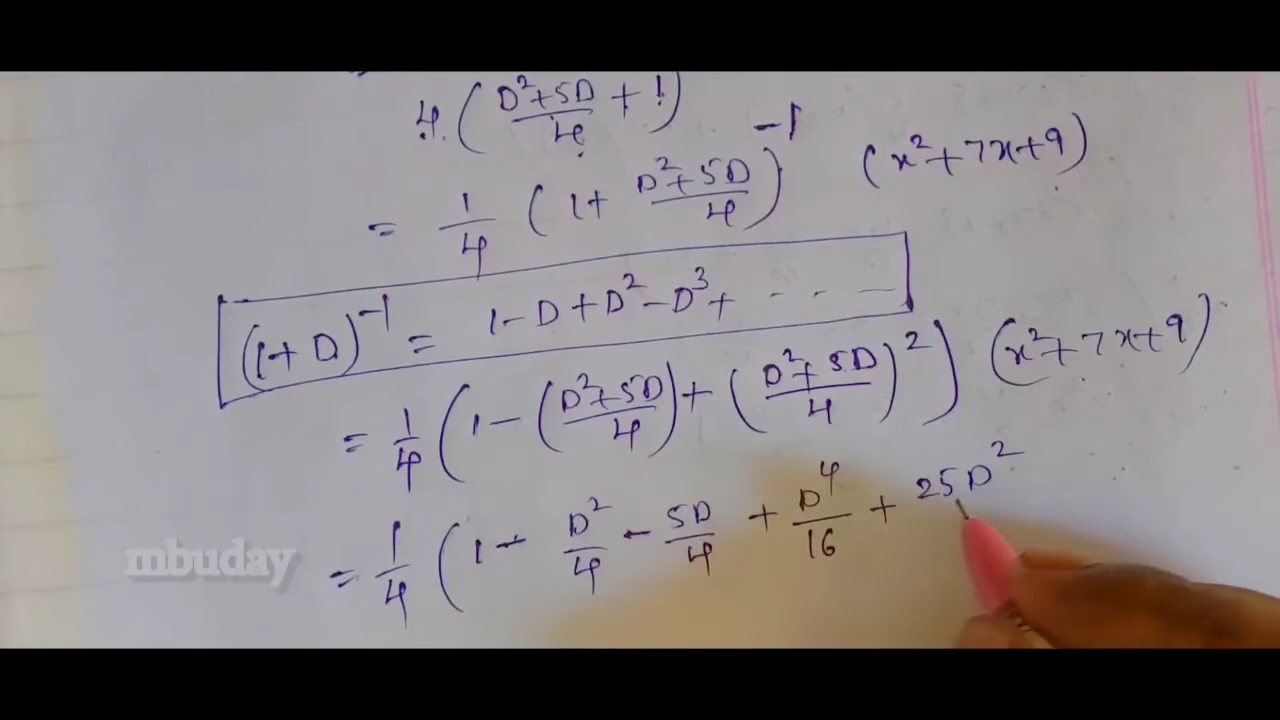 4 ( (D²+5D)/4 + 1 )
= 1/4 ( 1+ (D²+5D)/4 )⁻¹ (x²+7x+9)
(1+D)⁻¹ = 1-D+D²-D³+ - - -
= 1/4 ( 1- ( (D²+5D)/4 ) + ( (D²+5D)/4 )² ) (x²+7x+9)
= 1/4 ( 1- D²/4 - 5D/4 + D⁴/16 + 25D²
mbuday